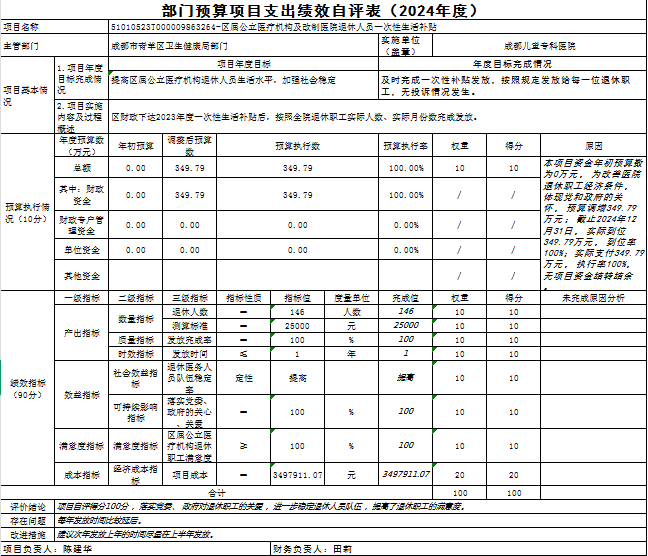 部门预算项目支出绩效自评表（2024年度）
项目名称 51010523T000009863264-区属公立医疗机构及改制医院退休人员一次性生活补贴
主管部门 成都市青羊区卫生健康局部门 实施单位（盖章） 成都儿童专科医院
项目基本情况 1.项目年度目标完成情况 项目年度目标 年度目标完成情况
提高区属公立医疗机构退休人员生活水平，加强社会稳定 及时完成一次性补贴发放，按照规定发放给每一位退休职工，无投诉情况发生。
2.项目实施内容及过程概述 区财政下达2023年度一次性生活补贴后，按照全院退休职工实际人数、实际月份数完成发放。
预算执行情况（10分） 年度预算数（万元） 年初预算 调整后预算数 预算执行数 预算执行率 权重 得分 原因
总额 0.00 349.79 349.79 100.00% 10 10 本项目资金年初预算数为0万元，为改善医院退休职工经济条件，体现党和政府的关怀，预算调增349.79万元；截止2024年12月31日，实际到位349.79万元，到位率100%；实际支付349.79万元，执行率100%，无项目资金结转结余。
其中：财政资金 0.00 349.79 349.79 100.00% / /
财政专户管理资金 0.00 0.00 0.00 0.00% / /
单位资金 0.00 0.00 0.00 0.00% / /
其他资金 / /
绩效指标（90分） 一级指标 二级指标 三级指标 指标性质 指标值 度量单位 完成值 权重 得分 未完成原因分析
产出指标 数量指标 退休人数 = 146 人数 146 10 10
测算标准 = 25000 元 25000 10 10
质量指标 发放完成率 = 100 % 100 10 10
时效指标 发放时间 ≤ 1 年 1 10 10
效益指标 社会效益指标 退休医务人员队伍稳定率 定性 提高 提高 10 10
可持续影响指标 落实党委、政府的关心、关爱 = 100 % 100 10 10
满意度指标 满意度指标 区属公立医疗机构退休职工满意度 ≥ 100 % 100 10 10
成本指标 经济成本指标 项目成本 = 3497911.07 元 3497911.07 20 20
合计 100 100
评价结论 项目自评得分100分，落实党委、政府对退休职工的关爱，进一步稳定退休人员队伍，提高了退休职工的满意度。
存在问题 每年发放时间比较延后。
改进措施 建议次年发放上年的时间尽量在上半年发放。
项目负责人：陈建华 财务负责人：田莉